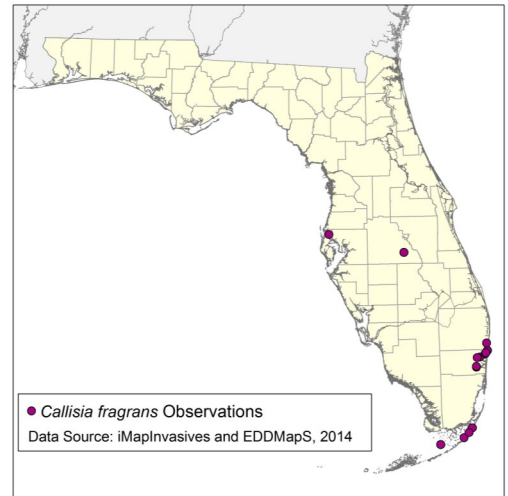 Callisia fragrans Observations
Data Source: iMapInvasives and EDDMapS, 2014